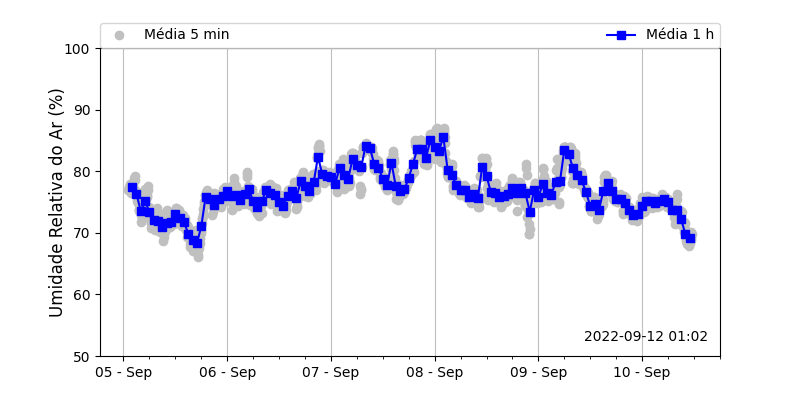 Média 5 min
Média 1 h
Umidade Relativa do Ar (%)
100
90
80
70
60
50
2022-09-12 01:02
05 - Sep
06 - Sep
07 - Sep
08 - Sep
09 - Sep
10 - Sep